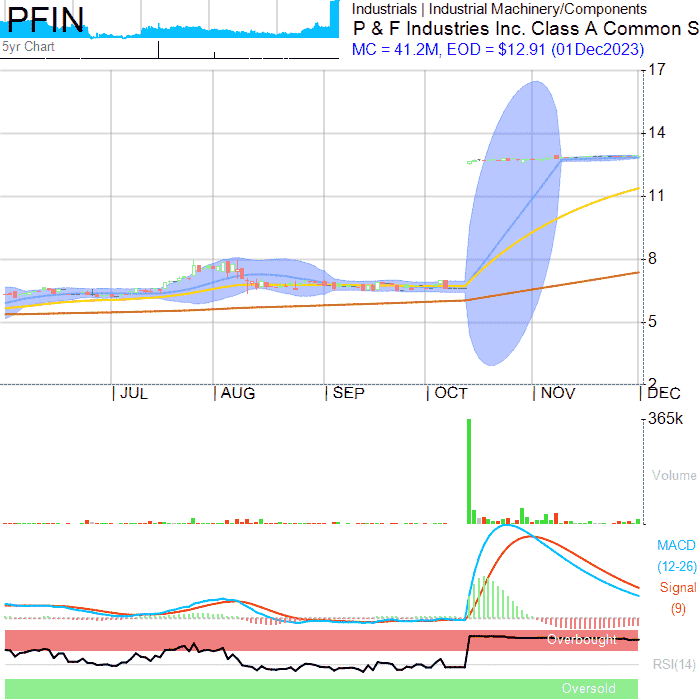 PFIN
5yr Chart
Industrials | Industrial Machinery/Components
P & F Industries Inc. Class A Common S
MC = 41.2M, EOD = $12.91 (01Dec2023)
17
14
11
8
5
2
JUL AUG SEP OCT NOV DEC
365k
Volume
MACD
(12-26)
Signal
(9)
Overbought
RSI(14)
Oversold